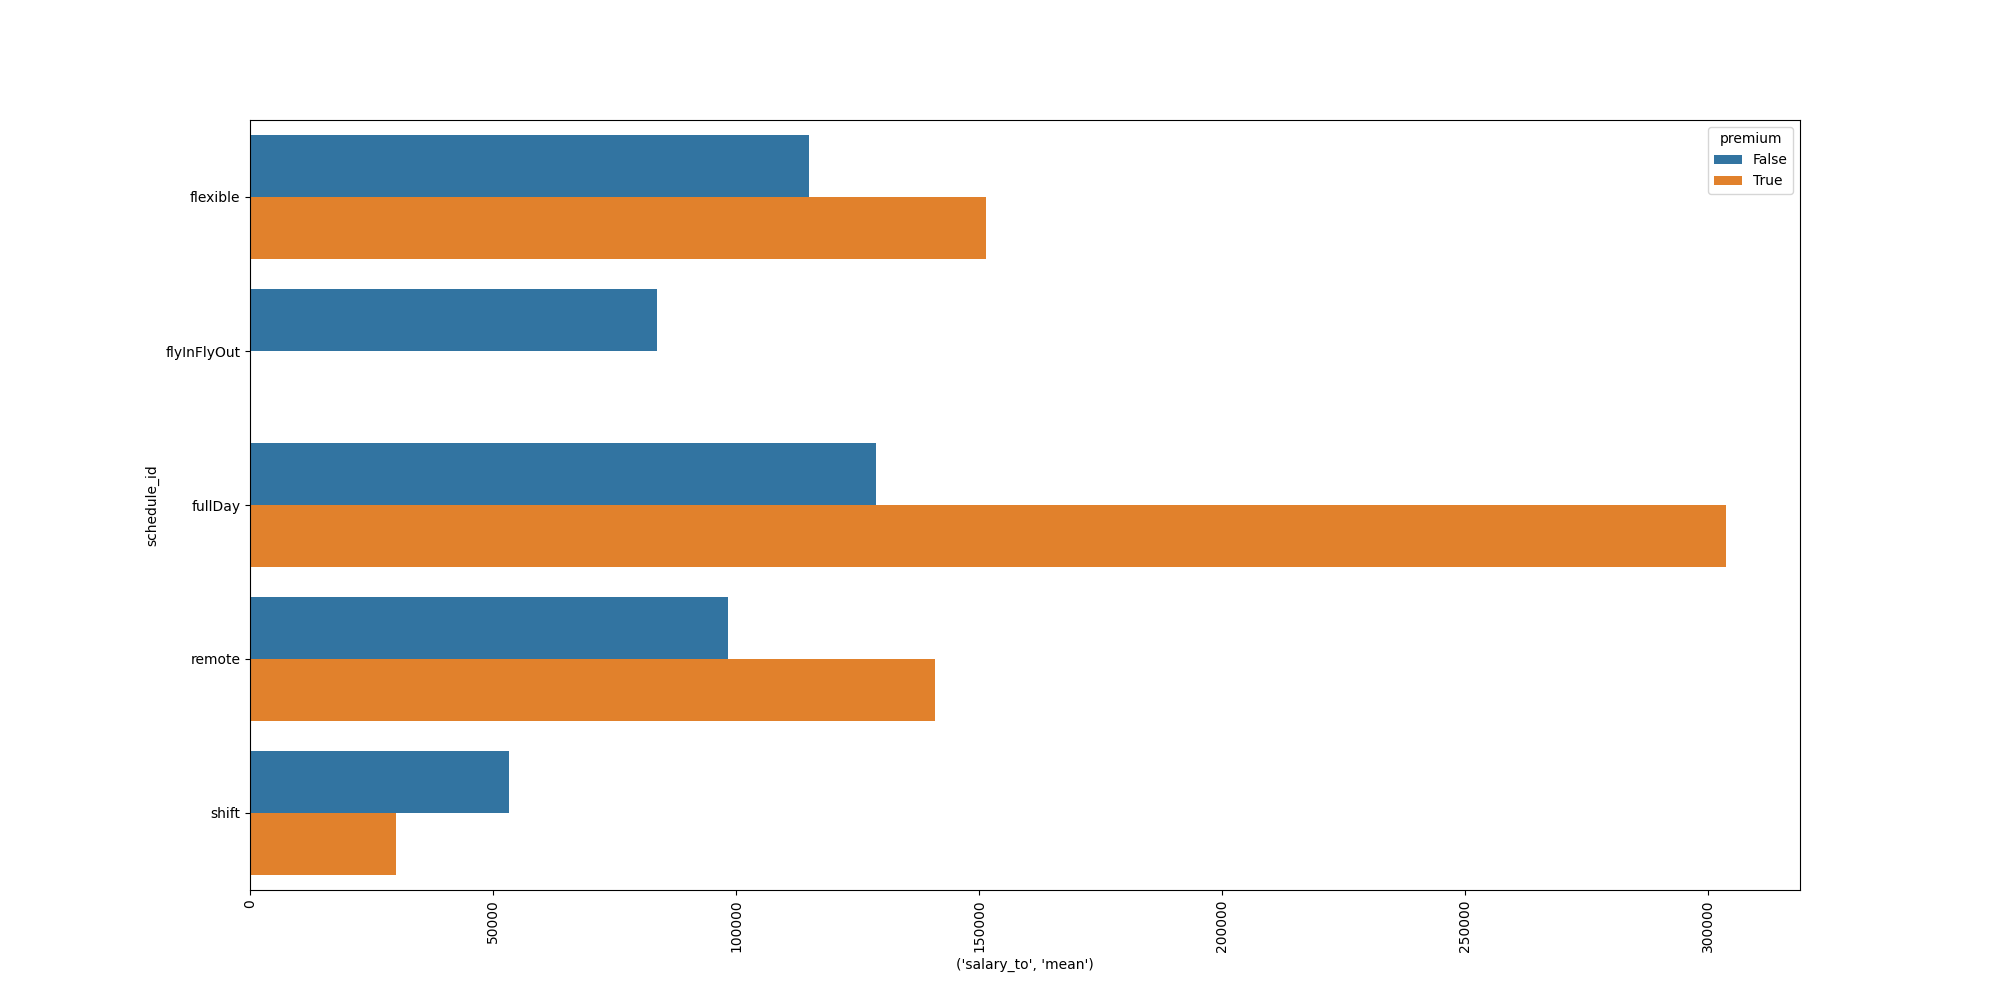 premium
False
True
flexible
flyInFlyOut
fullDay
remote
shift
schedule_id
0
50000
100000
150000
200000
250000
300000
('salary_to', 'mean')